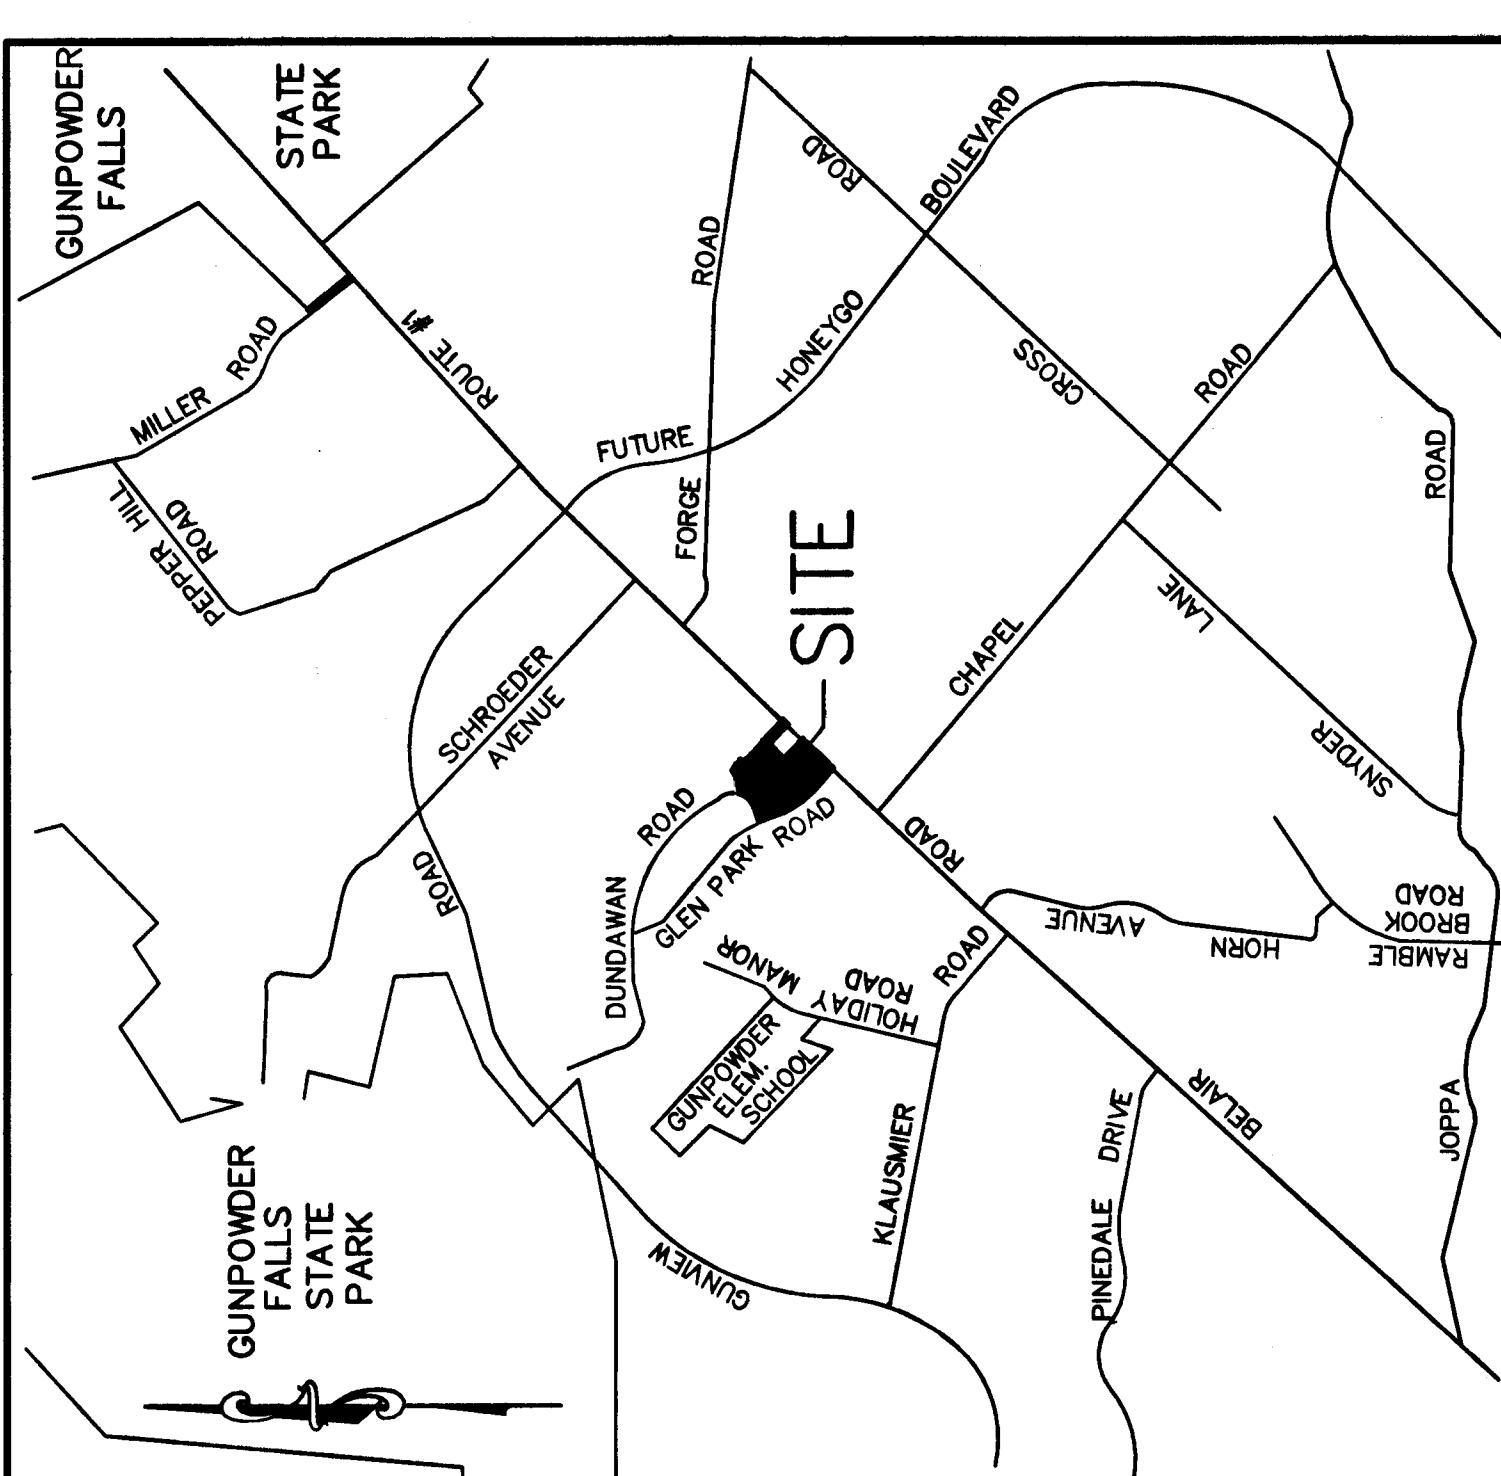 GUNPOWDER
FALLS
STATE
PARK
MILLER ROAD
PEPPER HILL
ROAD
ROUTE #1
FORGE ROAD
CROSS ROAD
FUTURE HONEYGO BOULEVARD
SCHROEDER
AVENUE
SITE
CHAPEL ROAD
SNYDER LANE
DUNDAWAN ROAD
GLEN PARK ROAD
GUNVIEW ROAD
BELAIR ROAD
HORN AVENUE
RAMBLE
BROOK
ROAD
JOPPA ROAD
MANOR
HOLIDAY
ROAD
GUNPOWDER
ELEM.
SCHOOL
KLAUSMIER ROAD
PINEDALE DRIVE
GUNPOWDER
FALLS
STATE
PARK
N